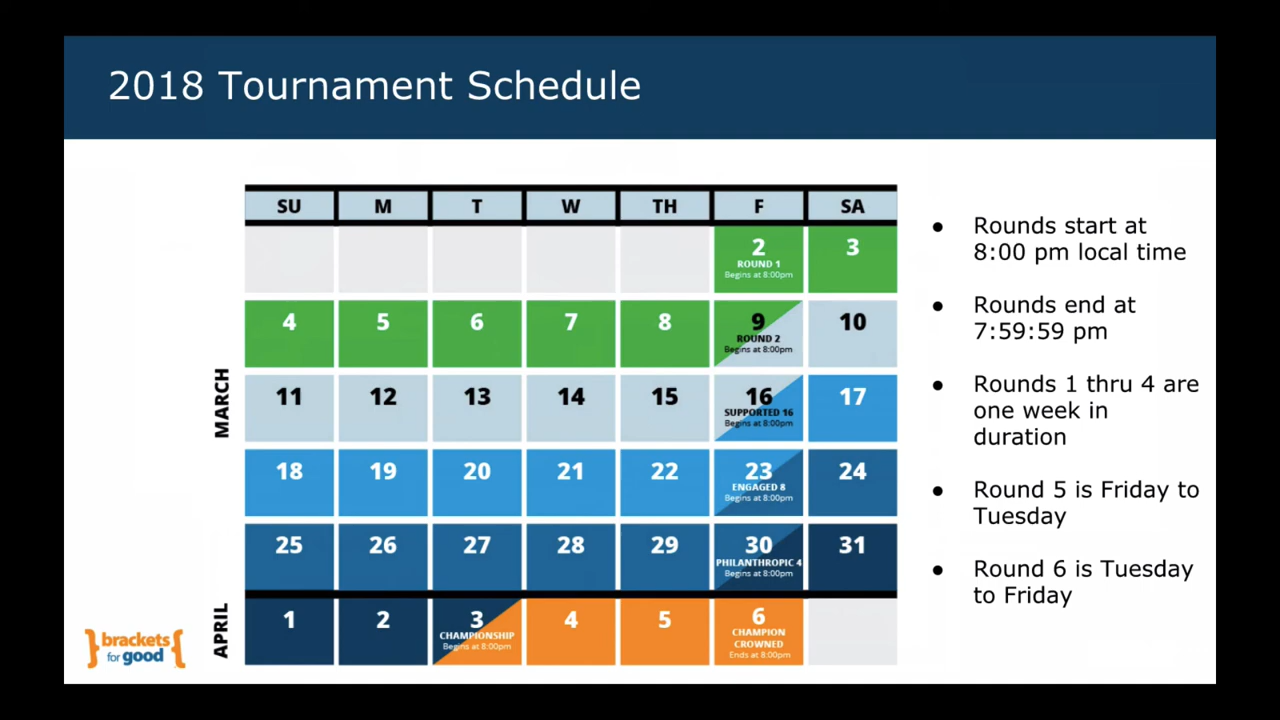 2018 Tournament Schedule
SU M T W TH F SA
2 3
ROUND 1
Begins at 8:00pm
4 5 6 7 8 9 10
ROUND 2
Begins at 8:00pm
MARCH
11 12 13 14 15 16 17
SUPPORTED 16
Begins at 8:00pm
18 19 20 21 22 23 24
ENGAGED 8
Begins at 8:00pm
25 26 27 28 29 30 31
PHILANTHROPIC 4
Begins at 8:00pm
APRIL
1 2 3 4 5 6
CHAMPIONSHIP
Begins at 8:00pm
CHAMPION
CROWNED
Ends at 8:00pm
● Rounds start at
8:00 pm local time
● Rounds end at
7:59:59 pm
● Rounds 1 thru 4 are
one week in
duration
● Round 5 is Friday to
Tuesday
● Round 6 is Tuesday
to Friday
}brackets{
for good